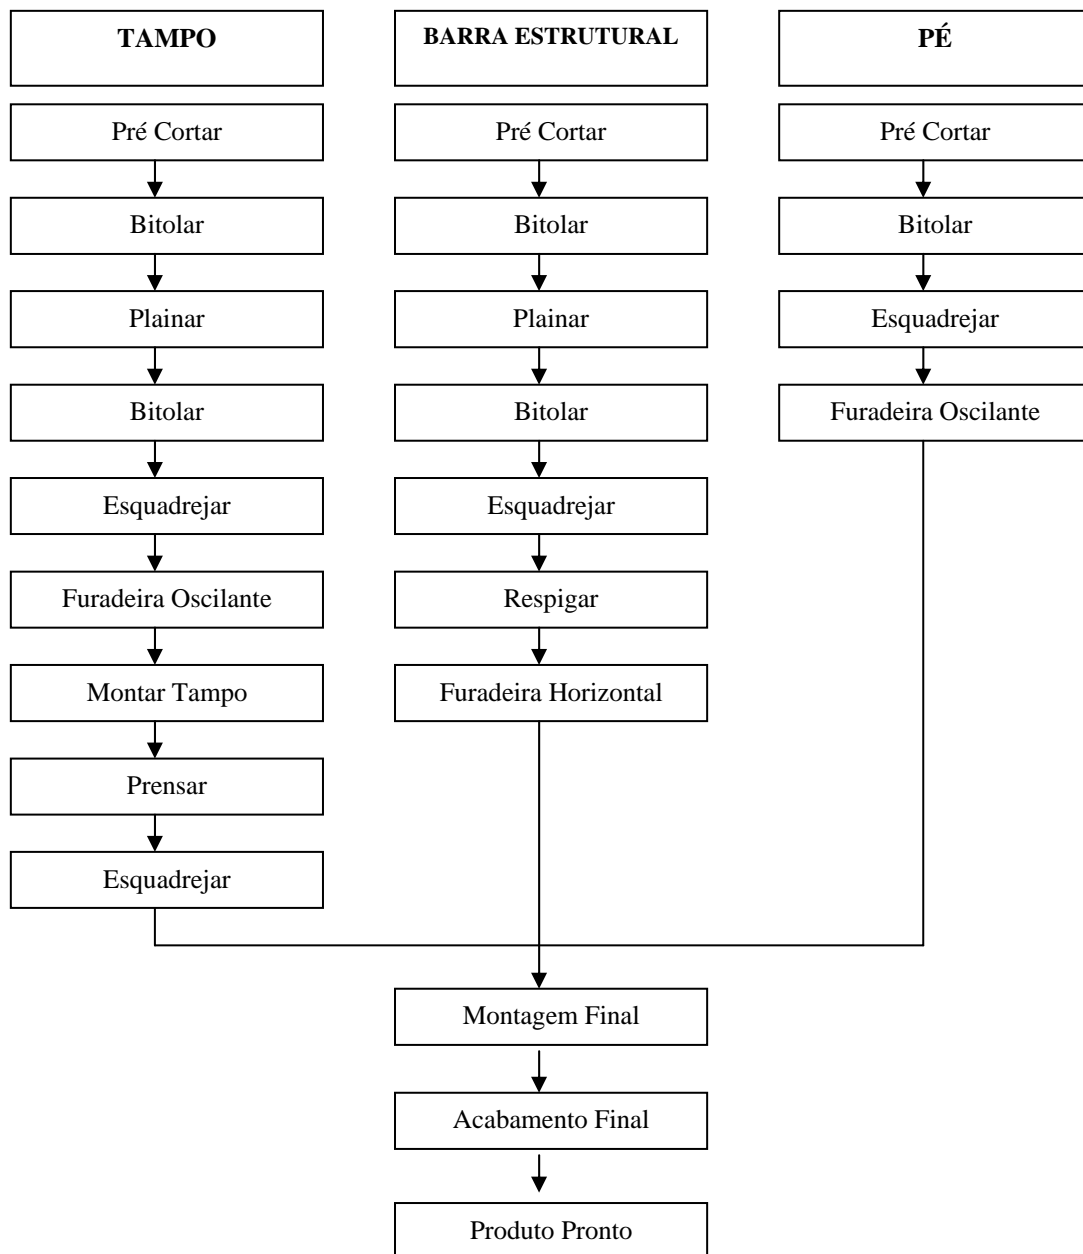 TAMPO
Pré Cortar
Bitolar
Plainar
Bitolar
Esquadrejar
Furadeira Oscilante
Montar Tampo
Prensar
Esquadrejar
BARRA ESTRUTURAL
Pré Cortar
Bitolar
Plainar
Bitolar
Esquadrejar
Respigar
Furadeira Horizontal
PÉ
Pré Cortar
Bitolar
Esquadrejar
Furadeira Oscilante
Montagem Final
Acabamento Final
Produto Pronto